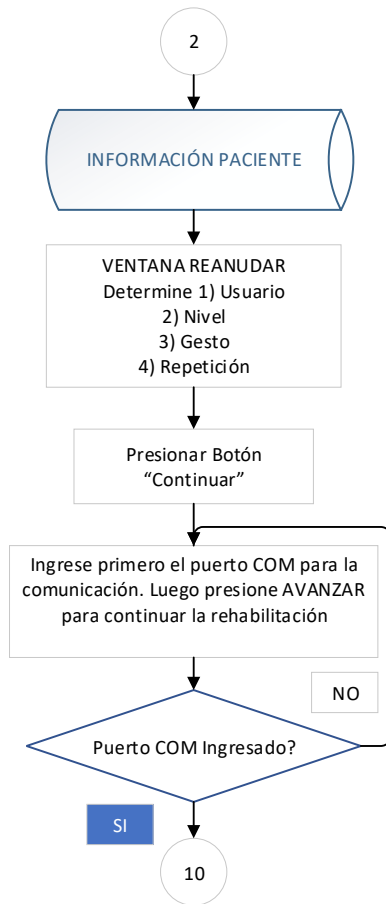 2
INFORMACIÓN PACIENTE
VENTANA REANUDAR
Determine 1) Usuario
2) Nivel
3) Gesto
4) Repetición
Presionar Botón
“Continuar”
Ingrese primero el puerto COM para la
comunicación. Luego presione AVANZAR
para continuar la rehabilitación
NO
Puerto COM Ingresado?
SI
10